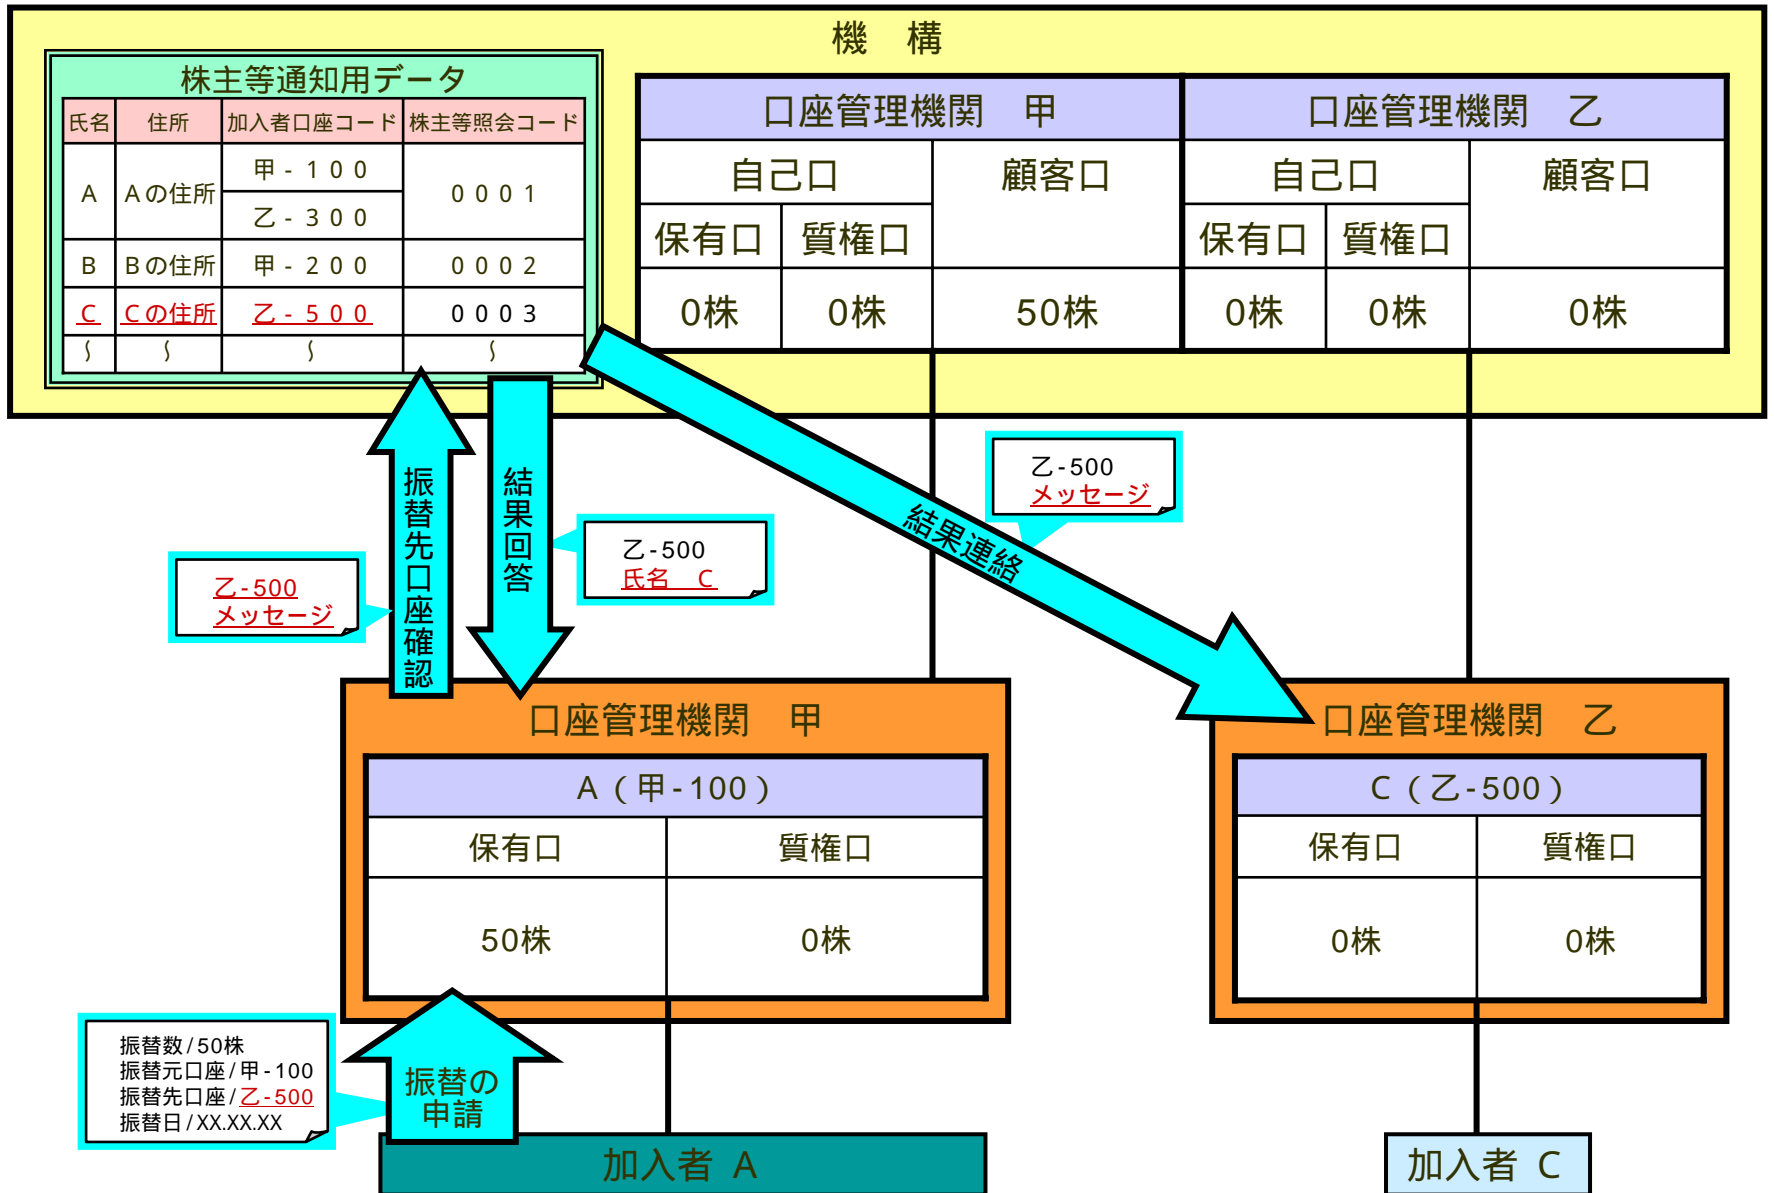 機　構
株主等通知用データ
氏名 住所 加入者口座コード 株主等照会コード
A Aの住所 甲-100 0001
乙-300
B Bの住所 甲-200 0002
C Cの住所 乙-500 0003
〜 〜 〜 〜
口座管理機関　甲 口座管理機関　乙
自己口 顧客口 自己口 顧客口
保有口 質権口 保有口 質権口
0株 0株 50株 0株 0株 0株
振替先口座確認
結果回答
結果連絡
乙-500
メッセージ
乙-500
氏名　C
乙-500
メッセージ
口座管理機関　甲
A（甲-100）
保有口 質権口
50株 0株
口座管理機関　乙
C（乙-500）
保有口 質権口
0株 0株
振替数/50株
振替元口座/甲-100
振替先口座/乙-500
振替日/XX.XX.XX
振替の
申請
加入者 A
加入者 C